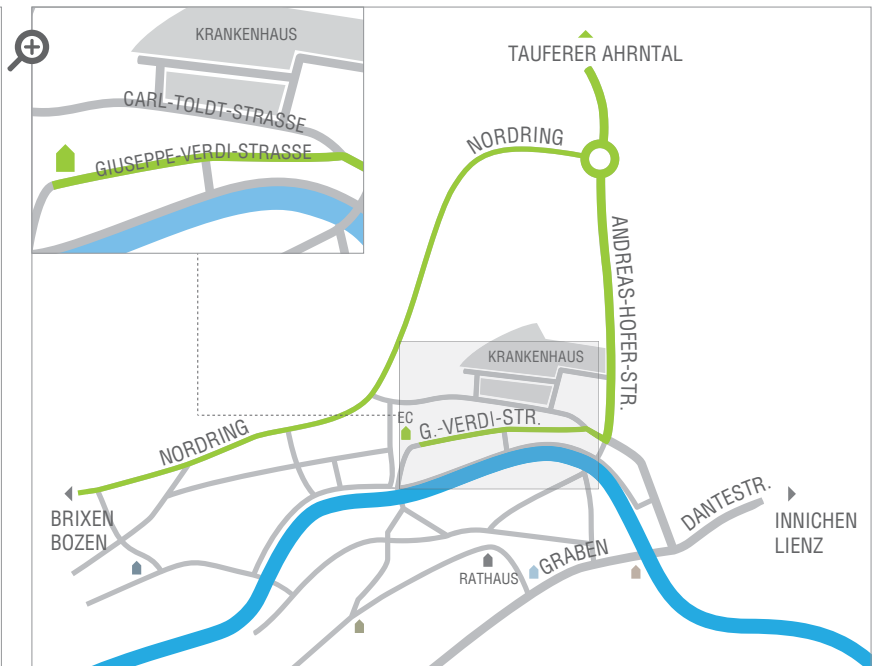 KRANKENHAUS
CARL-TOLDT-STRASSE
GIUSEPPE-VERDI-STRASSE
TAUFERER AHRNTAL
NORDRING
ANDREAS-HOFER-STR.
KRANKENHAUS
EC
G.-VERDI-STR.
NORDRING
BRIXEN
BOZEN
DANTESTR.
INNICHEN
LIENZ
GRABEN
RATHAUS